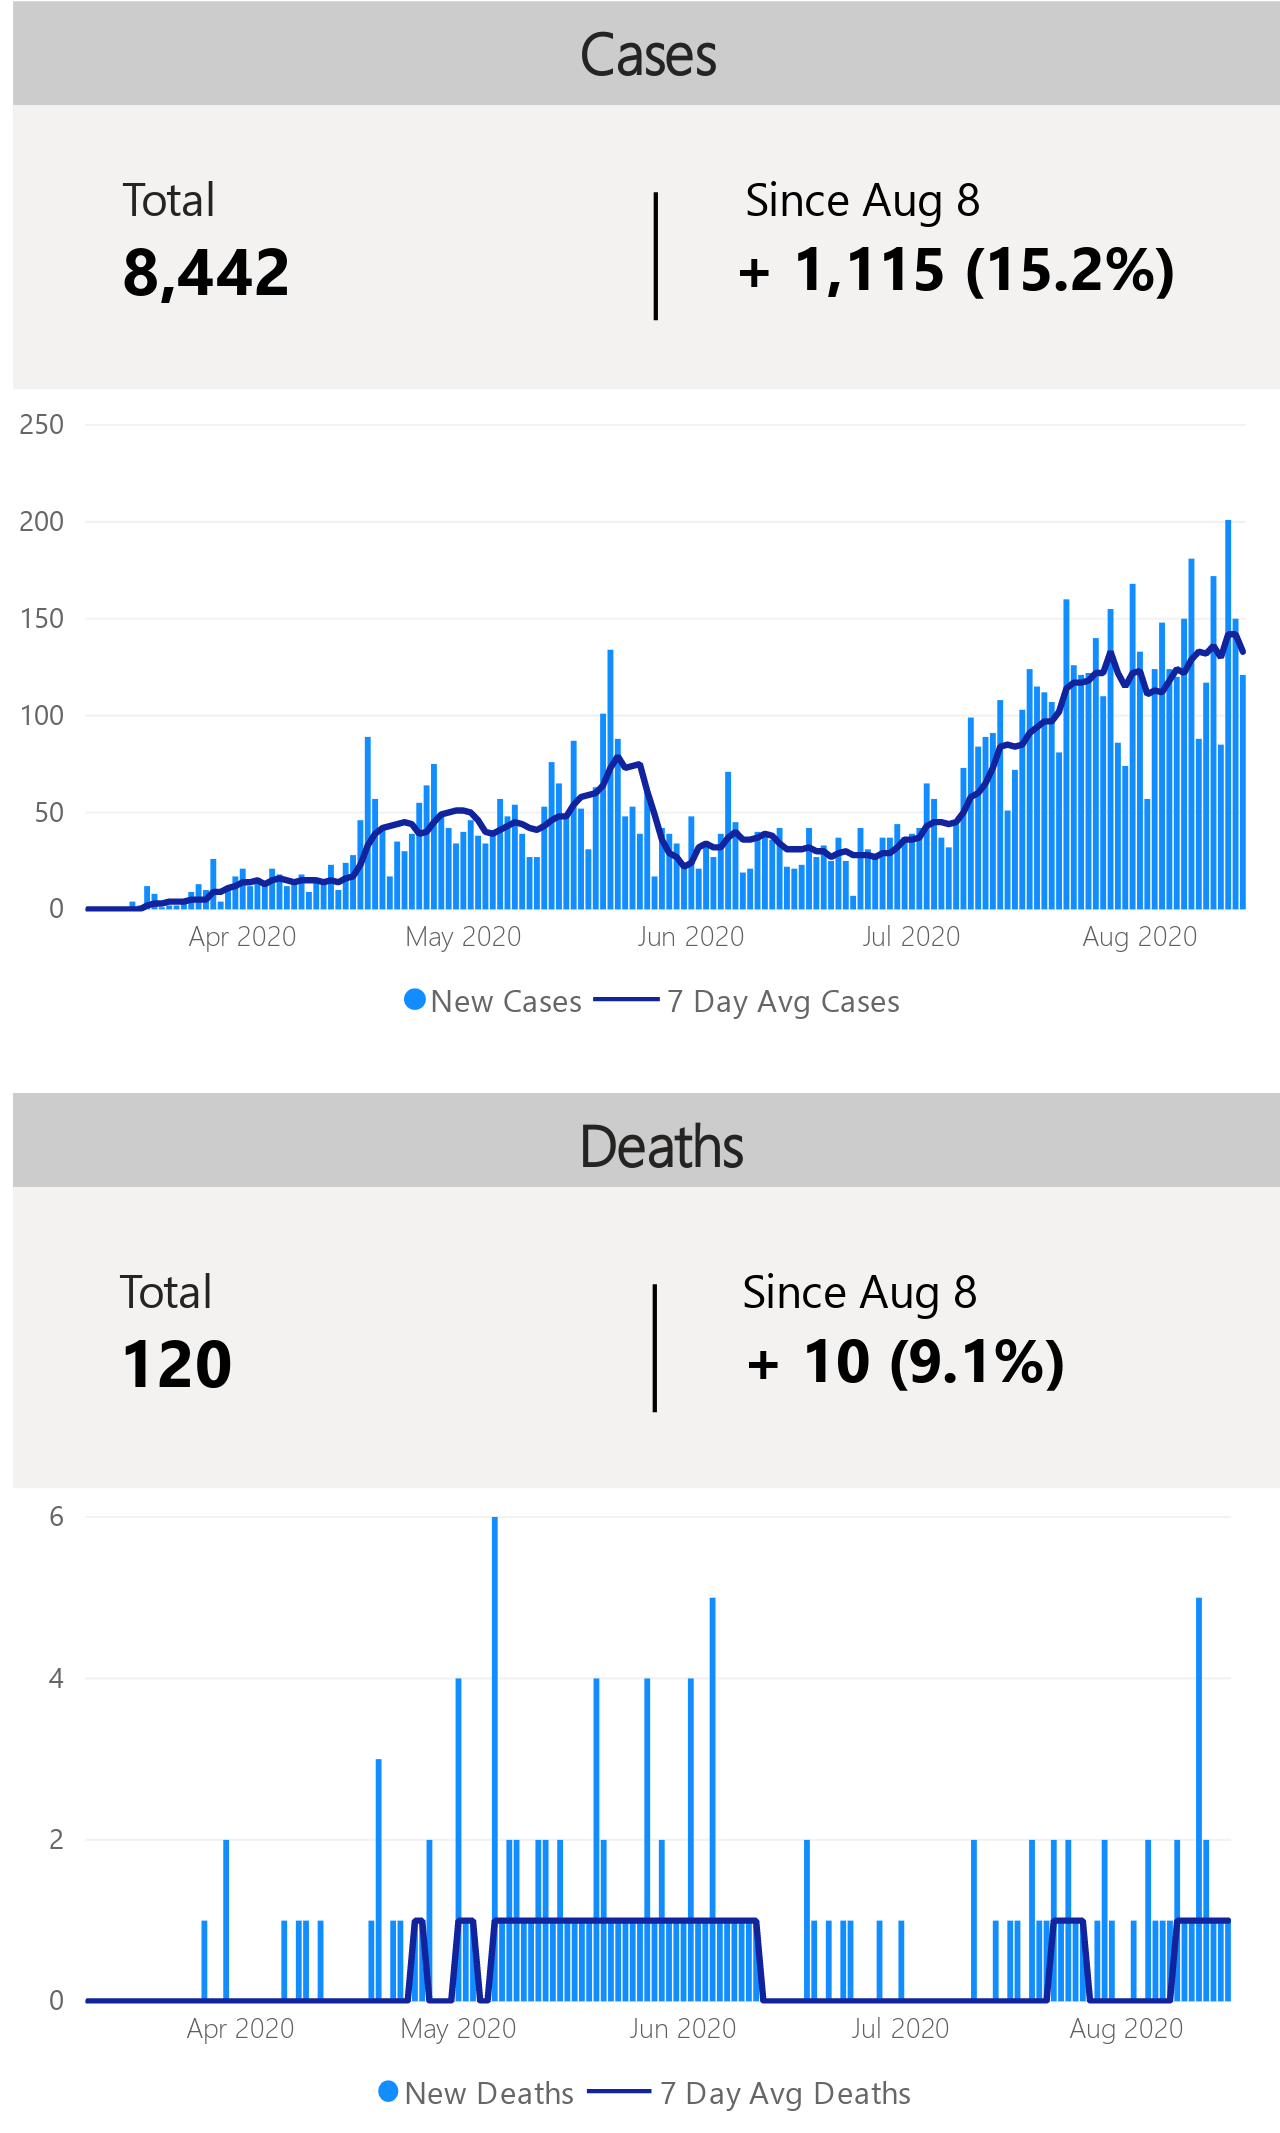 Cases
Total
Since Aug 8
8,442
+ 1,115 (15.2%)
250
200
150
100
50
0
Apr 2020
May 2020
Jun 2020
Jul 2020
Aug 2020
New Cases
7 Day Avg Cases
Deaths
Total
Since Aug 8
120
+ 10 (9.1%)
6
4
2
0
Apr 2020
May 2020
Jun 2020
Jul 2020
Aug 2020
New Deaths
7 Day Avg Deaths